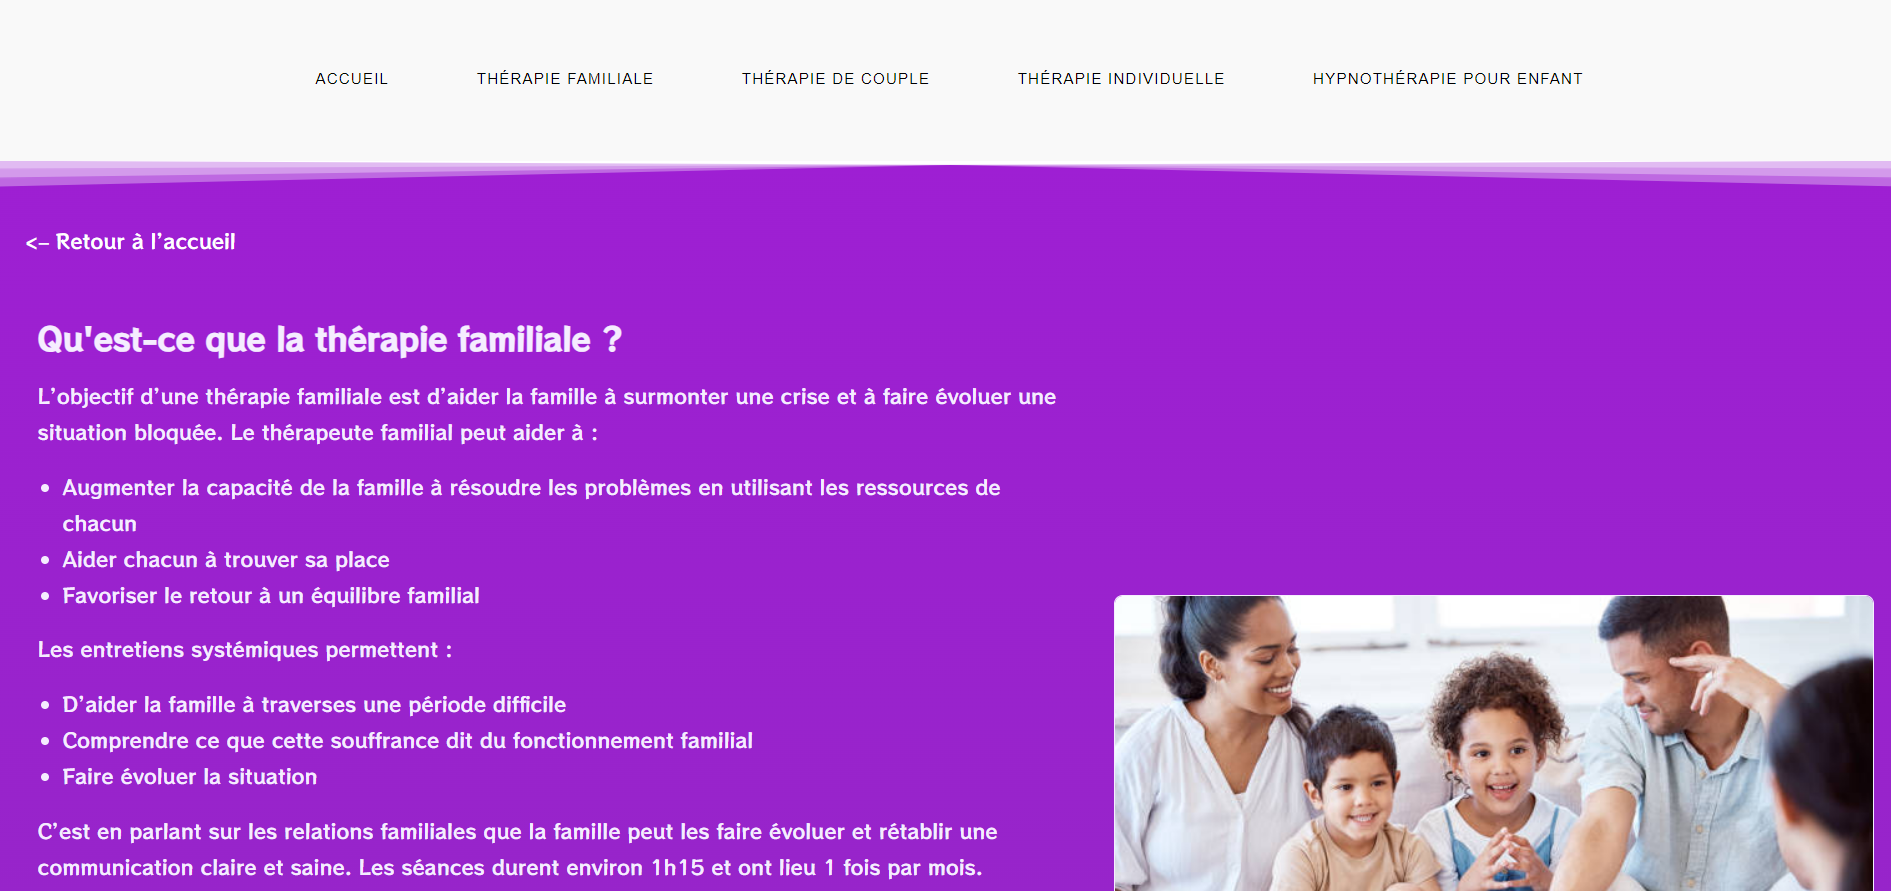 ACCUEIL THÉRAPIE FAMILIALE THÉRAPIE DE COUPLE THÉRAPIE INDIVIDUELLE HYPNOTHÉRAPIE POUR ENFANT
<– Retour à l’accueil
Qu'est-ce que la thérapie familiale ?
L’objectif d’une thérapie familiale est d’aider la famille à surmonter une crise et à faire évoluer une
situation bloquée. Le thérapeute familial peut aider à :
• Augmenter la capacité de la famille à résoudre les problèmes en utilisant les ressources de
chacun
• Aider chacun à trouver sa place
• Favoriser le retour à un équilibre familial
Les entretiens systémiques permettent :
• D’aider la famille à traverses une période difficile
• Comprendre ce que cette souffrance dit du fonctionnement familial
• Faire évoluer la situation
C’est en parlant sur les relations familiales que la famille peut les faire évoluer et rétablir une
communication claire et saine. Les séances durent environ 1h15 et ont lieu 1 fois par mois.